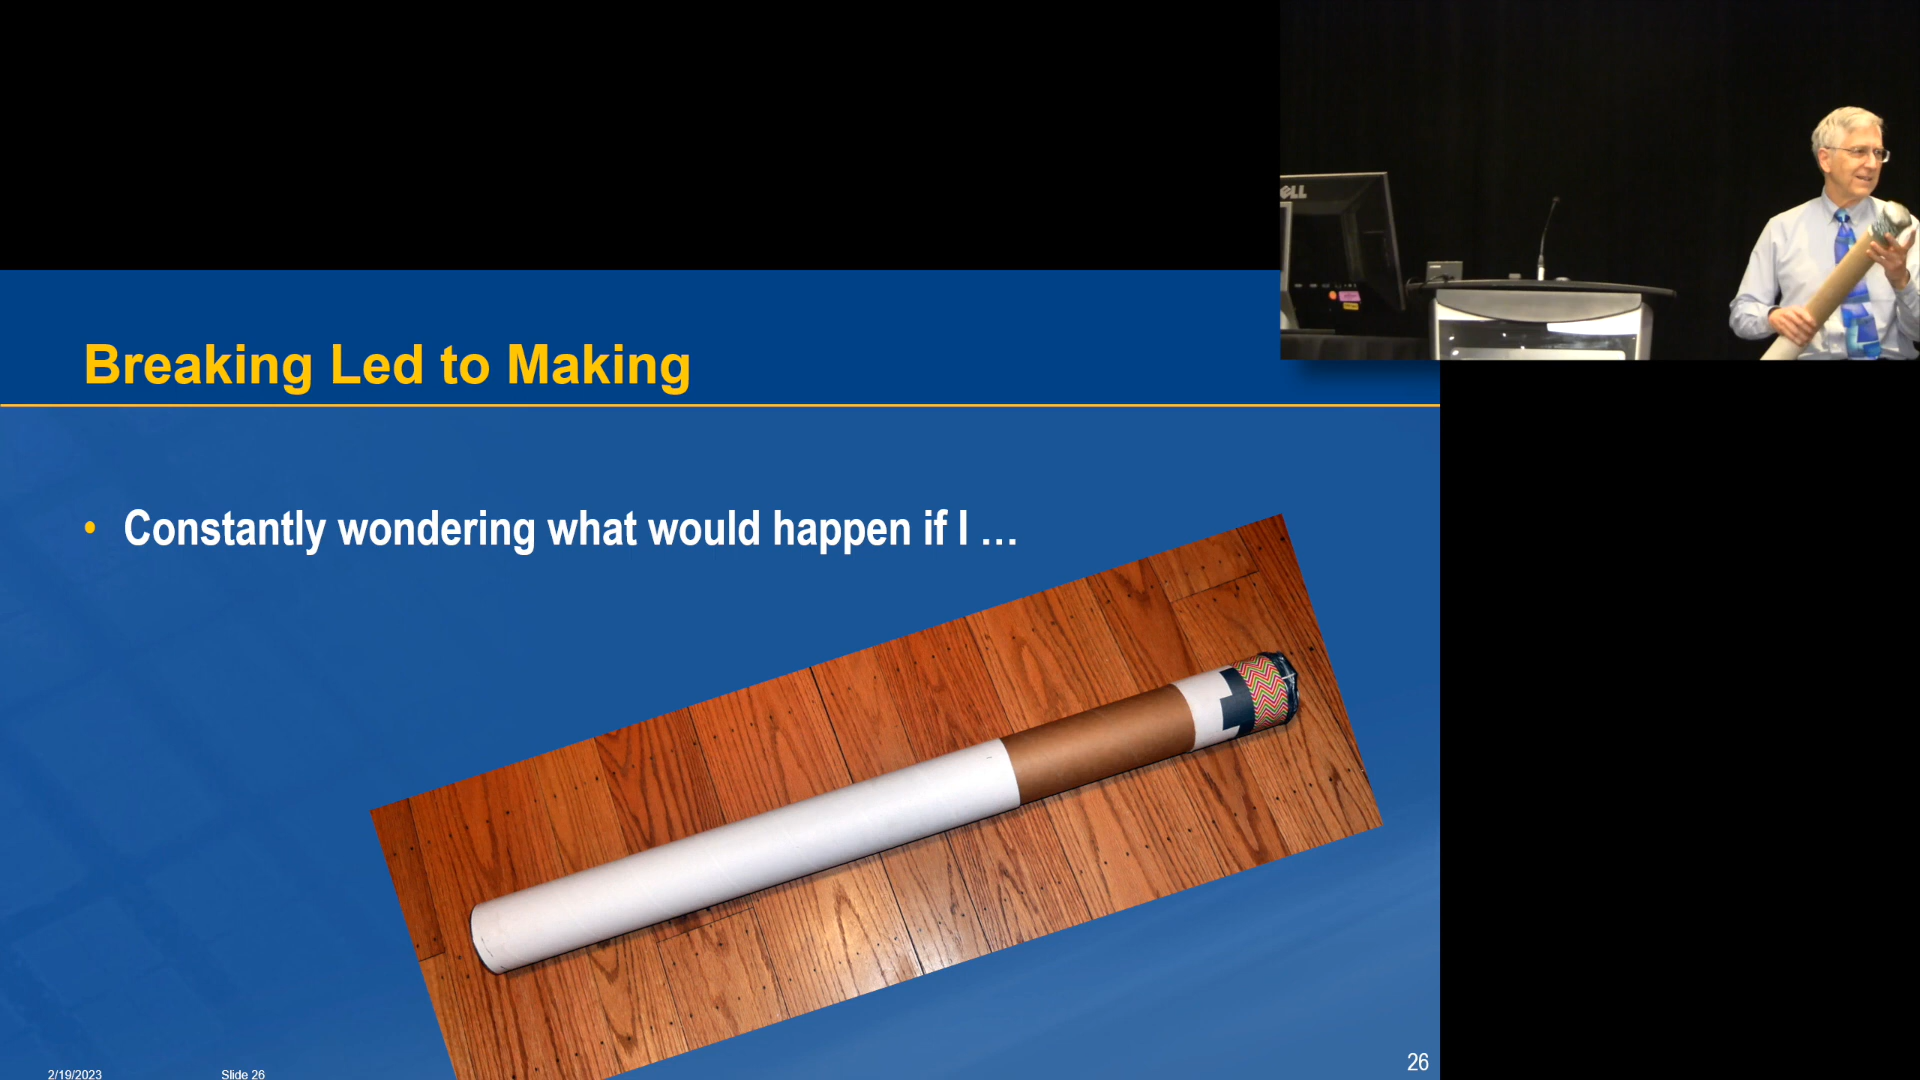 Breaking Led to Making
• Constantly wondering what would happen if I …
2/19/2023
Slide 26
26